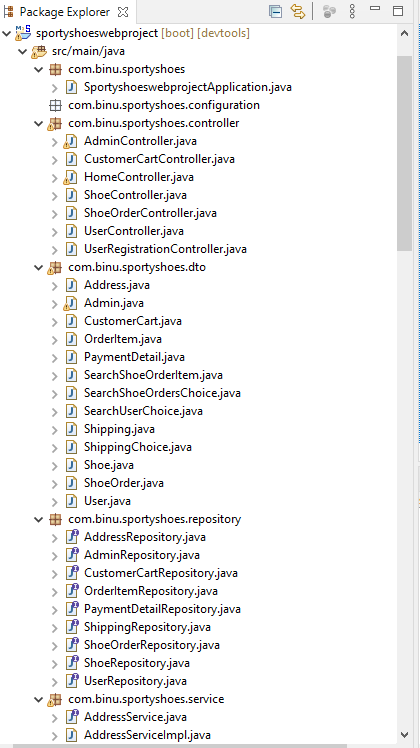 Package Explorer
sportyshoeswebproject [boot] [devtools]
src/main/java
com.binu.sportyshoes
SportyshoeswebprojectApplication.java
com.binu.sportyshoes.configuration
com.binu.sportyshoes.controller
AdminController.java
CustomerCartController.java
HomeController.java
ShoeController.java
ShoeOrderController.java
UserController.java
UserRegistrationController.java
com.binu.sportyshoes.dto
Address.java
Admin.java
CustomerCart.java
OrderItem.java
PaymentDetail.java
SearchShoeOrderItem.java
SearchShoeOrdersChoice.java
SearchUserChoice.java
Shipping.java
ShippingChoice.java
Shoe.java
ShoeOrder.java
User.java
com.binu.sportyshoes.repository
AddressRepository.java
AdminRepository.java
CustomerCartRepository.java
OrderItemRepository.java
PaymentDetailRepository.java
ShippingRepository.java
ShoeOrderRepository.java
ShoeRepository.java
UserRepository.java
com.binu.sportyshoes.service
AddressService.java
AddressServiceImpl.java